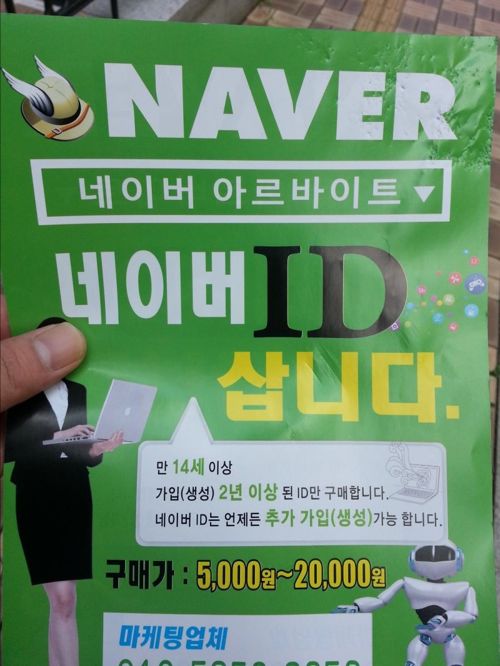 NAVER
네이버 아르바이트
네이버 ID
삽니다.
만 14세 이상
가입(생성) 2년 이상 된 ID만 구매합니다.
네이버 ID는 언제든 추가 가입(생성)가능 합니다.
구매가 : 5,000원~20,000원
마케팅업체